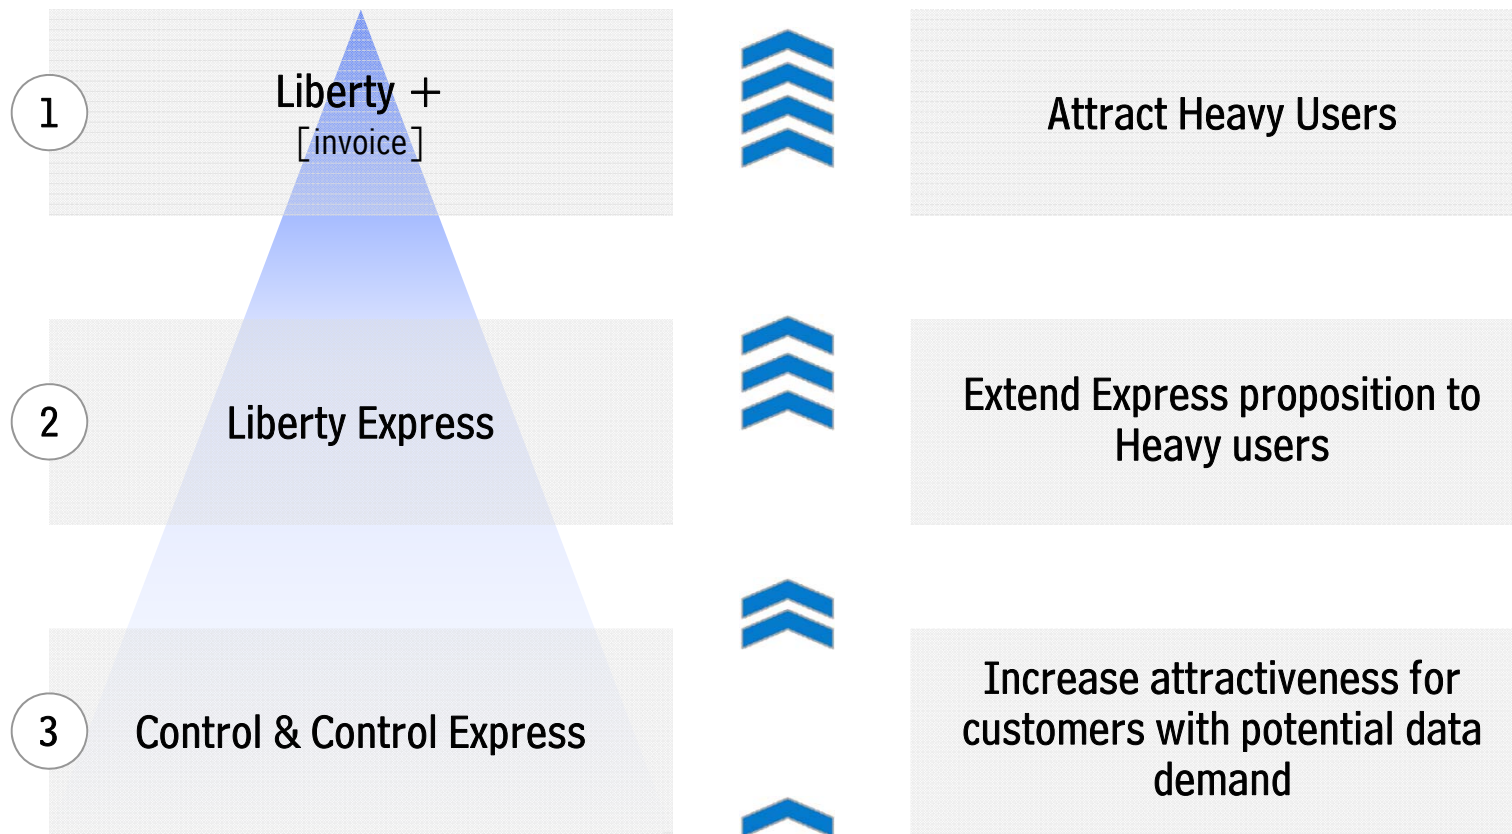 1
Liberty +
[invoice]
Attract Heavy Users
2
Liberty Express
Extend Express proposition to
Heavy users
3
Control & Control Express
Increase attractiveness for
customers with potential data
demand